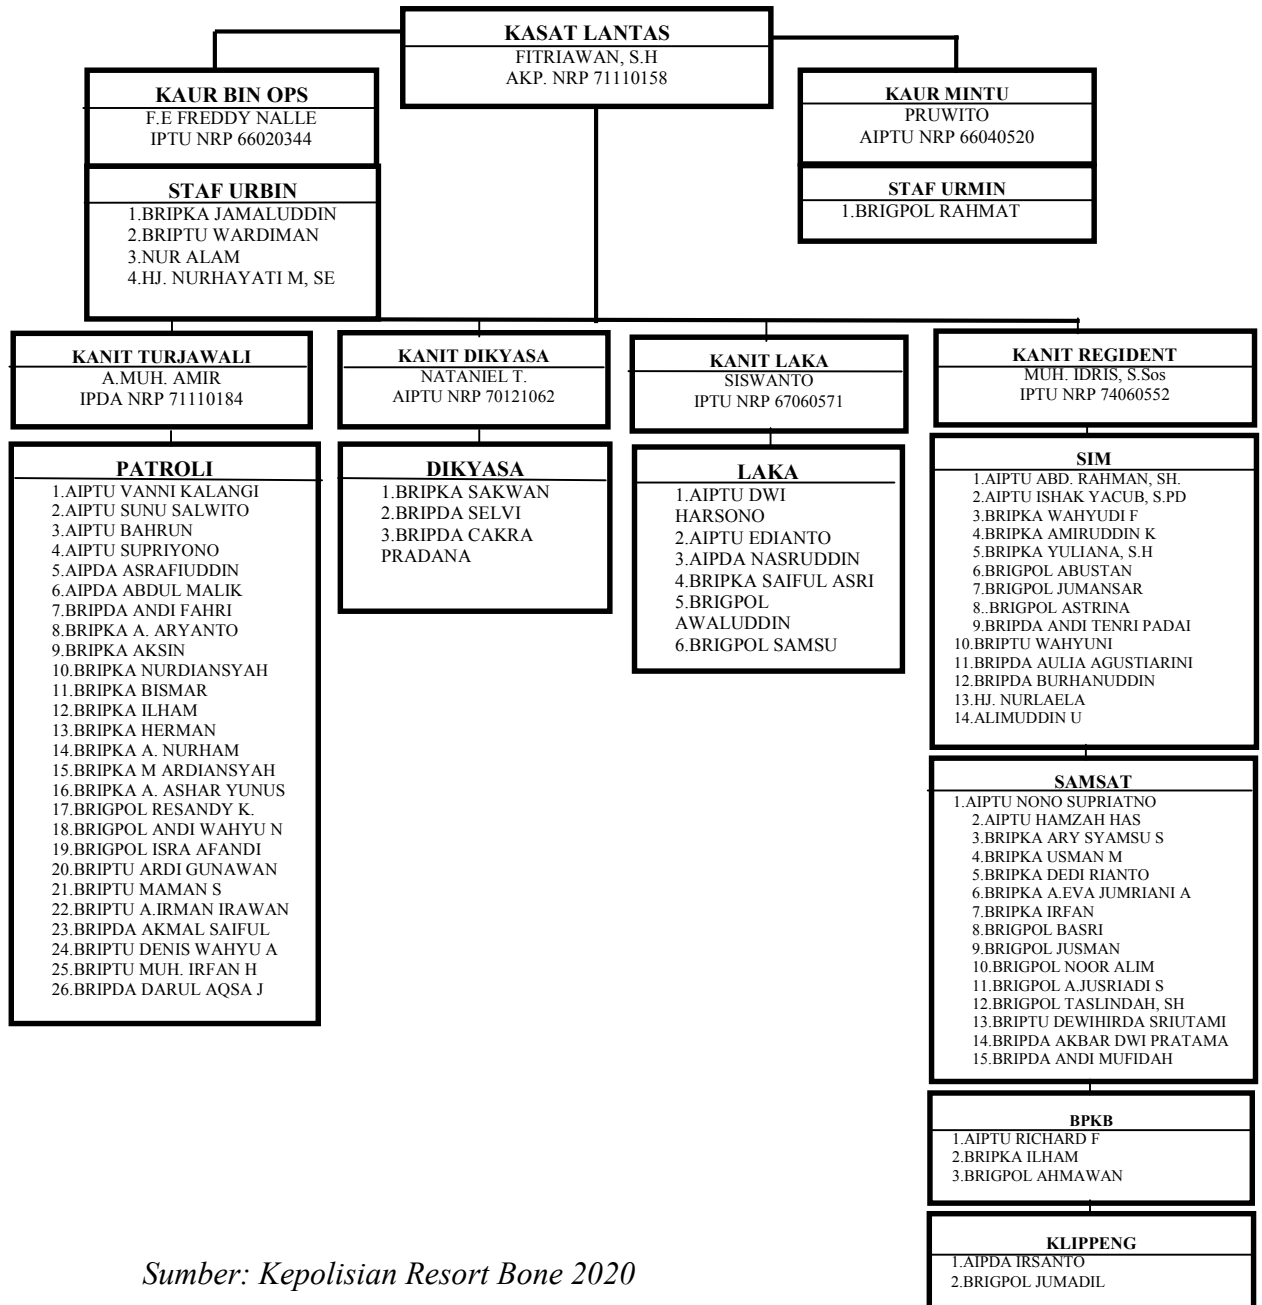 KASAT LANTAS
FITRIAWAN, S.H
AKP. NRP 71110158
KAUR BIN OPS
F.E FREDDY NALLE
IPTU NRP 66020344
STAF URBIN
1.BRIPKA JAMALUDDIN
2.BRIPTU WARDIMAN
3.NUR ALAM
4.HJ. NURHAYATI M, SE
KAUR MINTU
PRUWITO
AIPTU NRP 66040520
STAF URMIN
1.BRIGPOL RAHMAT
KANIT TURJAWALI
A.MUH. AMIR
IPDA NRP 71110184
PATROLI
1.AIPTU VANNI KALANGI
2.AIPTU SUNU SALWITO
3.AIPTU BAHRUN
4.AIPTU SUPRIYONO
5.AIPDA ASRAFIUDDIN
6.AIPDA ABDUL MALIK
7.BRIPDA ANDI FAHRI
8.BRIPKA A. ARYANTO
9.BRIPKA AKSIN
10.BRIPKA NURDIANSYAH
11.BRIPKA BISMAR
12.BRIPKA ILHAM
13.BRIPKA HERMAN
14.BRIPKA A. NURHAM
15.BRIPKA M ARDIANSYAH
16.BRIPKA A. ASHAR YUNUS
17.BRIGPOL RESANDY K.
18.BRIGPOL ANDI WAHYU N
19.BRIGPOL ISRA AFANDI
20.BRIPTU ARDI GUNAWAN
21.BRIPTU MAMAN S
22.BRIPTU A.IRMAN IRAWAN
23.BRIPDA AKMAL SAIFUL
24.BRIPTU DENIS WAHYU A
25.BRIPTU MUH. IRFAN H
26.BRIPDA DARUL AQSA J
KANIT DIKYASA
NATANIEL T.
AIPTU NRP 70121062
DIKYASA
1.BRIPKA SAKWAN
2.BRIPDA SELVI
3.BRIPDA CAKRA
PRADANA
KANIT LAKA
SISWANTO
IPTU NRP 67060571
LAKA
1.AIPTU DWI
HARSONO
2.AIPTU EDIANTO
3.AIPDA NASRUDDIN
4.BRIPKA SAIFUL ASRI
5.BRIGPOL
AWALUDDIN
6.BRIGPOL SAMSU
KANIT REGIDENT
MUH. IDRIS, S.Sos
IPTU NRP 74060552
SIM
1.AIPTU ABD. RAHMAN, SH.
2.AIPTU ISHAK YACUB, S.PD
3.BRIPKA WAHYUDI F
4.BRIPKA AMIRUDDIN K
5.BRIPKA YULIANA, S.H
6.BRIGPOL ABUSTAN
7.BRIGPOL JUMANSAR
8..BRIGPOL ASTRINA
9.BRIPDA ANDI TENRI PADAI
10.BRIPTU WAHYUNI
11.BRIPDA AULIA AGUSTIARINI
12.BRIPDA BURHANUDDIN
13.HJ. NURLAELA
14.ALIMUDDIN U
SAMSAT
1.AIPTU NONO SUPRIATNO
2.AIPTU HAMZAH HAS
3.BRIPKA ARY SYAMSU S
4.BRIPKA USMAN M
5.BRIPKA DEDI RIANTO
6.BRIPKA A.EVA JUMRIANI A
7.BRIPKA IRFAN
8.BRIGPOL BASRI
9.BRIGPOL JUSMAN
10.BRIGPOL NOOR ALIM
11.BRIGPOL A.JUSRIADI S
12.BRIGPOL TASLINDAH, SH
13.BRIPTU DEWIHIRDA SRIUTAMI
14.BRIPDA AKBAR DWI PRATAMA
15.BRIPDA ANDI MUFIDAH
BPKB
1.AIPTU RICHARD F
2.BRIPKA ILHAM
3.BRIGPOL AHMAWAN
KLIPPENG
1.AIPDA IRSANTO
2.BRIGPOL JUMADIL
Sumber: Kepolisian Resort Bone 2020